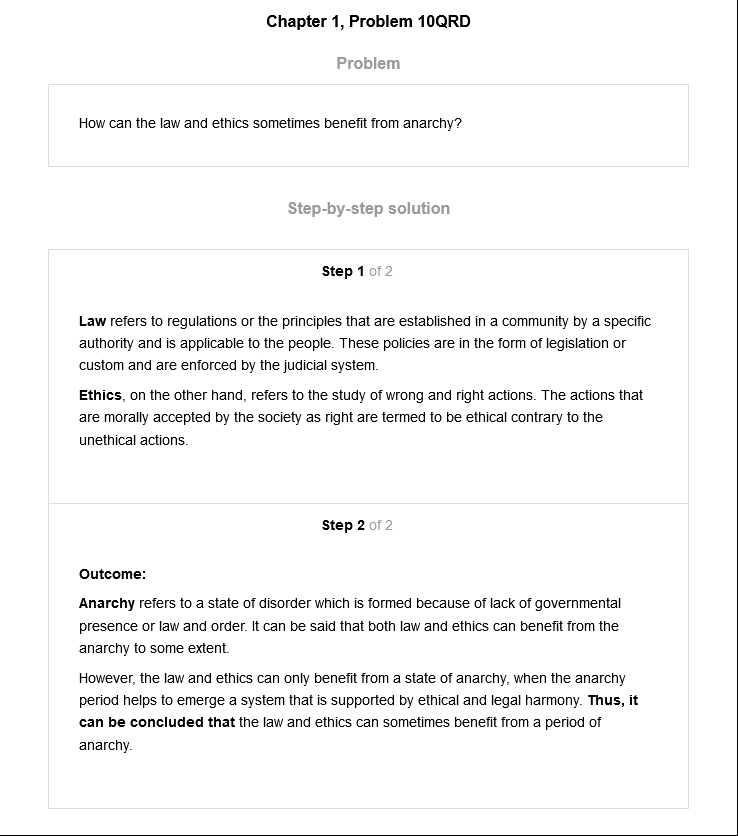 Chapter 1, Problem 10QRD
Problem
How can the law and ethics sometimes benefit from anarchy?
Step-by-step solution
Step 1 of 2
Law refers to regulations or the principles that are established in a community by a specific
authority and is applicable to the people. These policies are in the form of legislation or
custom and are enforced by the judicial system.
Ethics, on the other hand, refers to the study of wrong and right actions. The actions that
are morally accepted by the society as right are termed to be ethical contrary to the
unethical actions.
Step 2 of 2
Outcome:
Anarchy refers to a state of disorder which is formed because of lack of governmental
presence or law and order. It can be said that both law and ethics can benefit from the
anarchy to some extent.
However, the law and ethics can only benefit from a state of anarchy, when the anarchy
period helps to emerge a system that is supported by ethical and legal harmony. Thus, it
can be concluded that the law and ethics can sometimes benefit from a period of
anarchy.